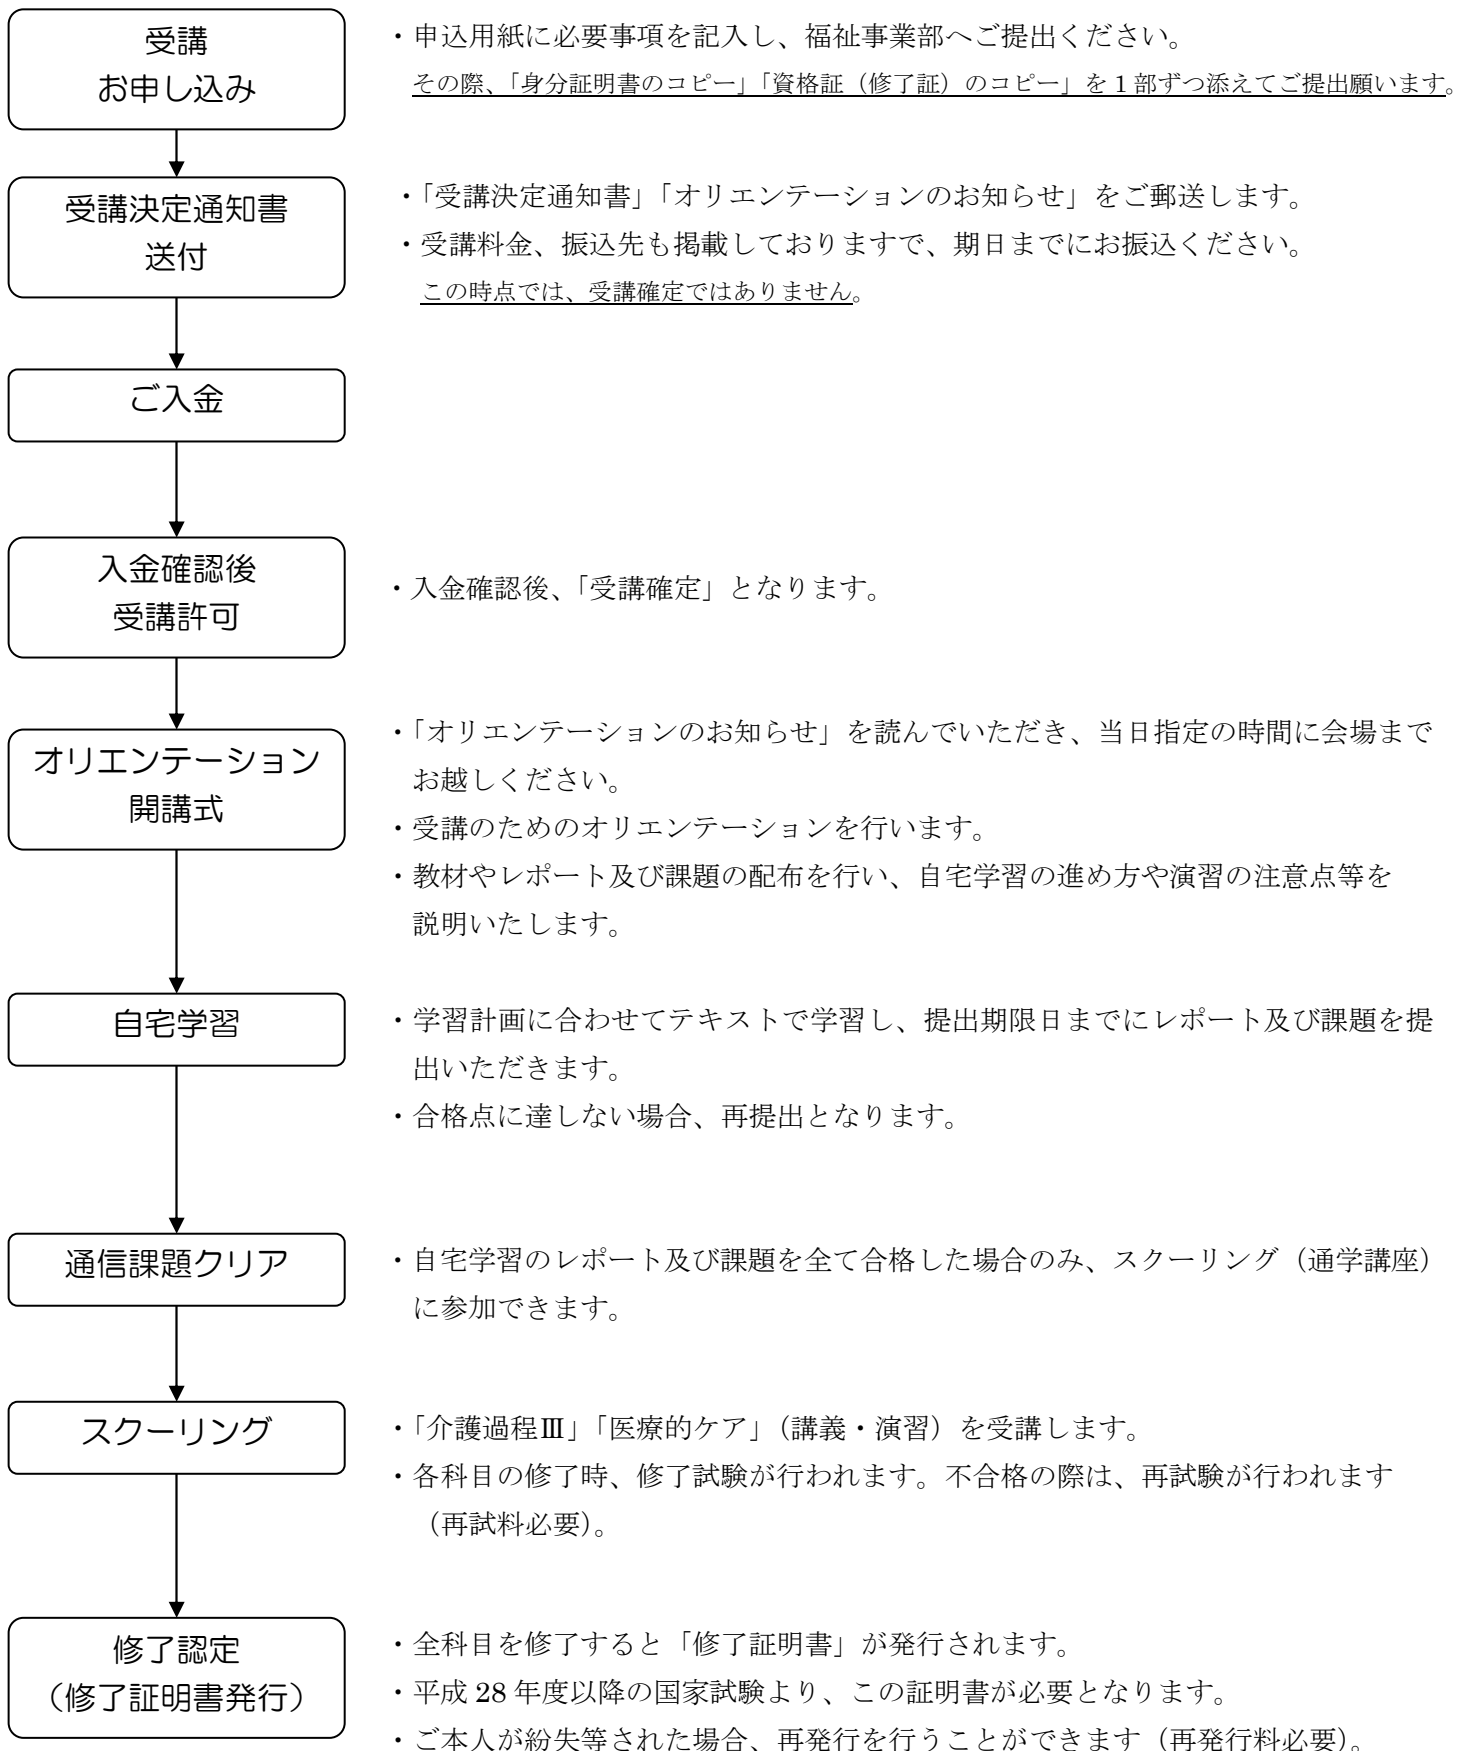 受講
お申し込み
・申込用紙に必要事項を記入し、福祉事業部へご提出ください。
その際、「身分証明書のコピー」「資格証（修了証）のコピー」を1部ずつ添えてご提出願います。
受講決定通知書
送付
・「受講決定通知書」「オリエンテーションのお知らせ」をご郵送します。
・受講料金、振込先も掲載しておりますで、期日までにお振込ください。
この時点では、受講確定ではありません。
ご入金
入金確認後
受講許可
・入金確認後、「受講確定」となります。
オリエンテーション
開講式
・「オリエンテーションのお知らせ」を読んでいただき、当日指定の時間に会場まで
お越しください。
・受講のためのオリエンテーションを行います。
・教材やレポート及び課題の配布を行い、自宅学習の進め方や演習の注意点等を
説明いたします。
自宅学習
・学習計画に合わせてテキストで学習し、提出期限日までにレポート及び課題を提
出いただきます。
・合格点に達しない場合、再提出となります。
通信課題クリア
・自宅学習のレポート及び課題を全て合格した場合のみ、スクーリング（通学講座）
に参加できます。
スクーリング
・「介護過程Ⅲ」「医療的ケア」（講義・演習）を受講します。
・各科目の修了時、修了試験が行われます。不合格の際は、再試験が行われます
（再試料必要）。
修了認定
（修了証明書発行）
・全科目を修了すると「修了証明書」が発行されます。
・平成 28 年度以降の国家試験より、この証明書が必要となります。
・ご本人が紛失等された場合、再発行を行うことができます（再発行料必要）。